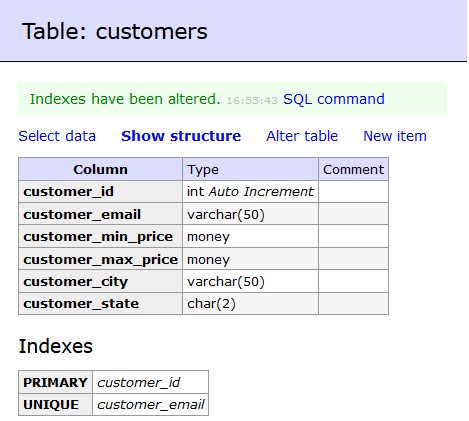 Table: customers
Indexes have been altered. 16:55:43 SQL command
Select data Show structure Alter table New item
Column Type Comment
customer_id int Auto Increment
customer_email varchar(50)
customer_min_price money
customer_max_price money
customer_city varchar(50)
customer_state char(2)
Indexes
PRIMARY customer_id
UNIQUE customer_email